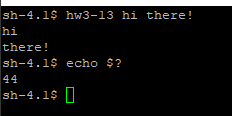 sh-4.1$ hw3-13 hi there!
hi
there!
sh-4.1$ echo $?
44
sh-4.1$